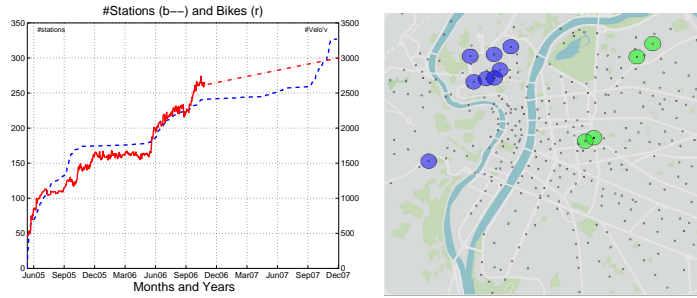 #Stations (b−−) and Bikes (r)
350 3500
#stations #Velo'v
300 3000
250 2500
200 2000
150 1500
100 1000
50 500
0 0
Jun05 Sep05 Dec05 Mar06 Jun06 Sep06 Dec06 Mar07 Jun07 Sep07 Dec07
Months and Years